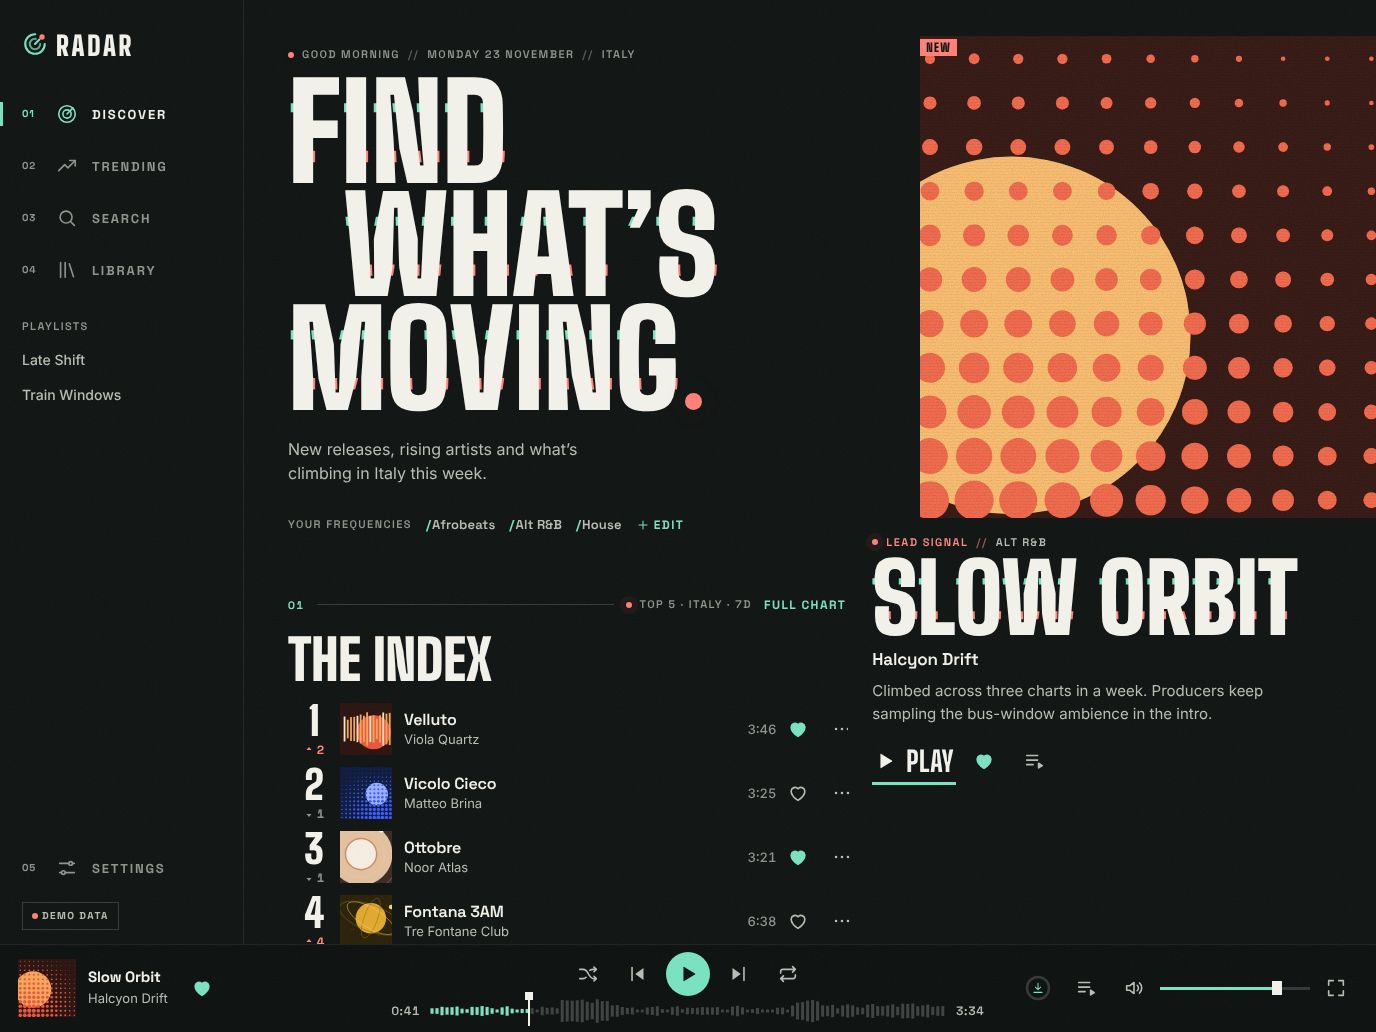 RADAR
01 DISCOVER
02 TRENDING
03 SEARCH
04 LIBRARY
PLAYLISTS
Late Shift
Train Windows
05 SETTINGS
DEMO DATA
GOOD MORNING // MONDAY 23 NOVEMBER // ITALY
FIND
WHAT’S
MOVING.
New releases, rising artists and what’s
climbing in Italy this week.
YOUR FREQUENCIES /Afrobeats /Alt R&B /House + EDIT
01 TOP 5 · ITALY · 7D FULL CHART
THE INDEX
1 Velluto 3:46
2 Viola Quartz
2 Vicolo Cieco 3:25
1 Matteo Brina
3 Ottobre 3:21
1 Noor Atlas
4 Fontana 3AM 6:38
4 Tre Fontane Club
NEW
LEAD SIGNAL // ALT R&B
SLOW ORBIT
Halcyon Drift
Climbed across three charts in a week. Producers keep
sampling the bus-window ambience in the intro.
PLAY
Slow Orbit
Halcyon Drift
0:41 3:34